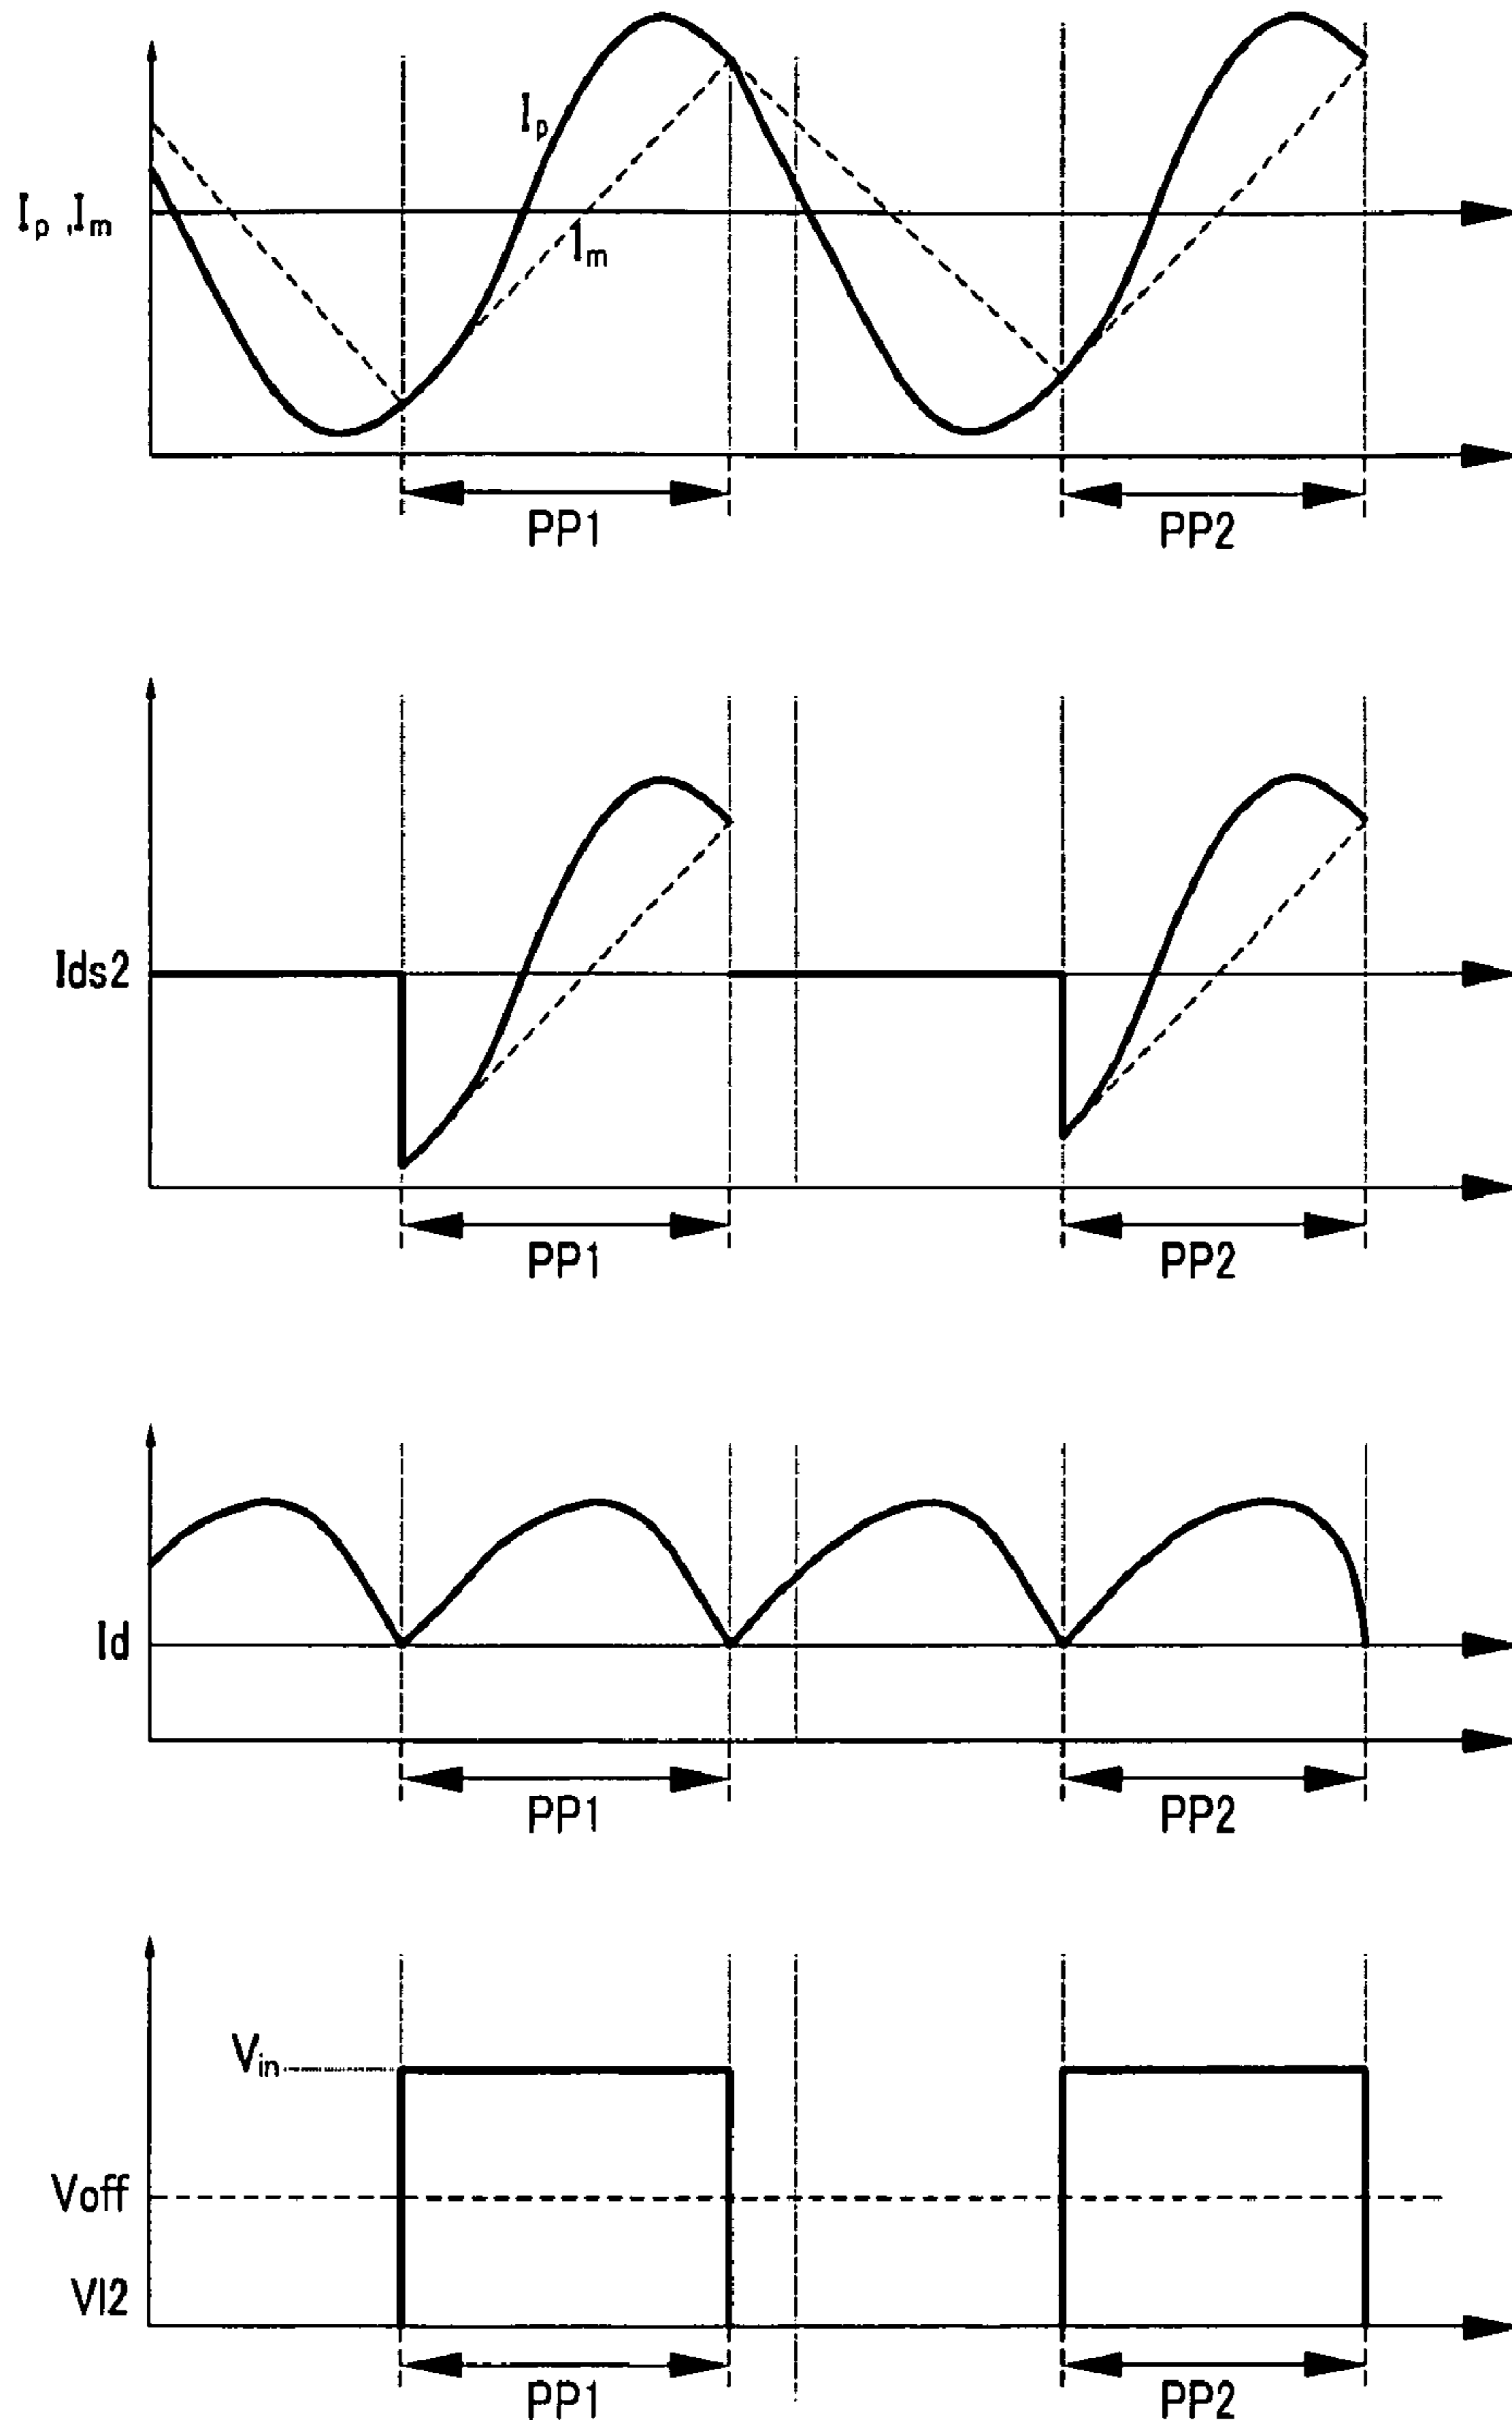 Ip
Ip ,Im
Im
PP1 PP2
Ids2
PP1 PP2
Id
PP1 PP2
Vin
Voff
Vl2
PP1 PP2